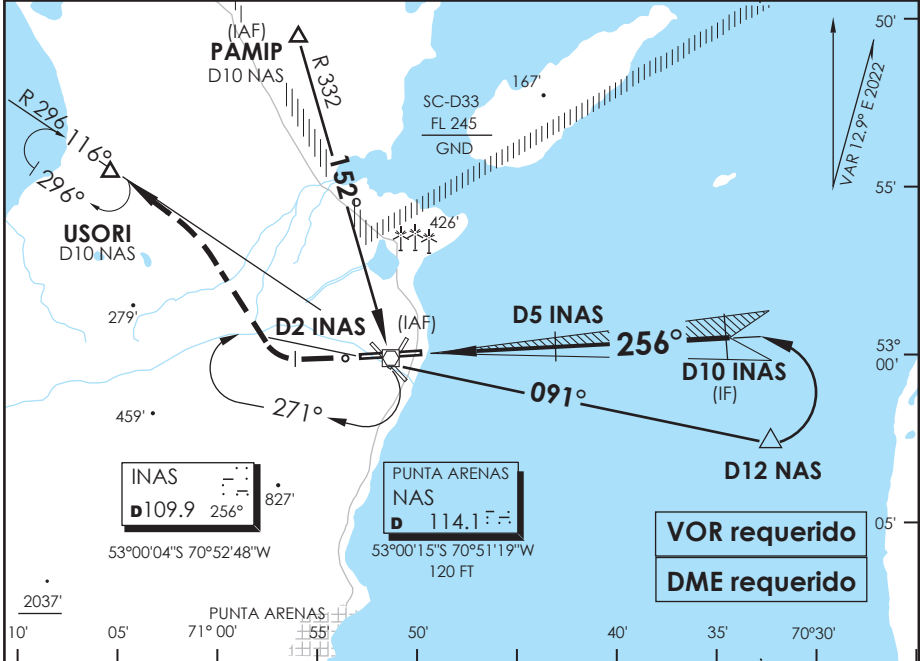 (IAF)
PAMIP
D10 NAS
R 332
152°
167'
SC-D33
FL 245
GND
VAR 12.9° E 2022
50'
55'
53°
00'
05'
R 296
116°
296°
USORI
D10 NAS
426'
279'
D2 INAS
(IAF)
D5 INAS
256°
D10 INAS
(IF)
091°
271°
459'
D12 NAS
INAS
D109.9 256°
827'
53°00'04"S 70°52'48"W
PUNTA ARENAS
NAS
D 114.1
53°00'15"S 70°51'19"W
120 FT
VOR requerido
DME requerido
2037'
PUNTA ARENAS
10' 05' 71° 00' 55' 50' 40' 35' 70°30'